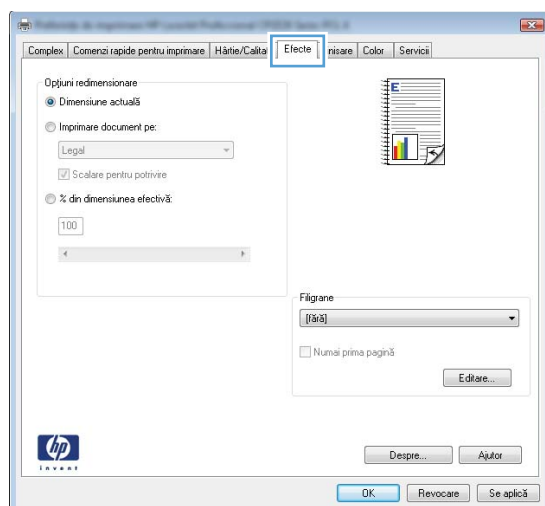 Complex Comenzi rapide pentru imprimare Hârtie/Calita Efecte nisare Color Servicii
Opțiuni redimensionare
Dimensiune actuală
Imprimare document pe:
Legal
Scalare pentru potrivire
% din dimensiunea efectivă:
100
E
Filigrane
[fără]
Numai prima pagină
Editare...
hp
invent
Despre... Ajutor
OK Revocare Se aplică